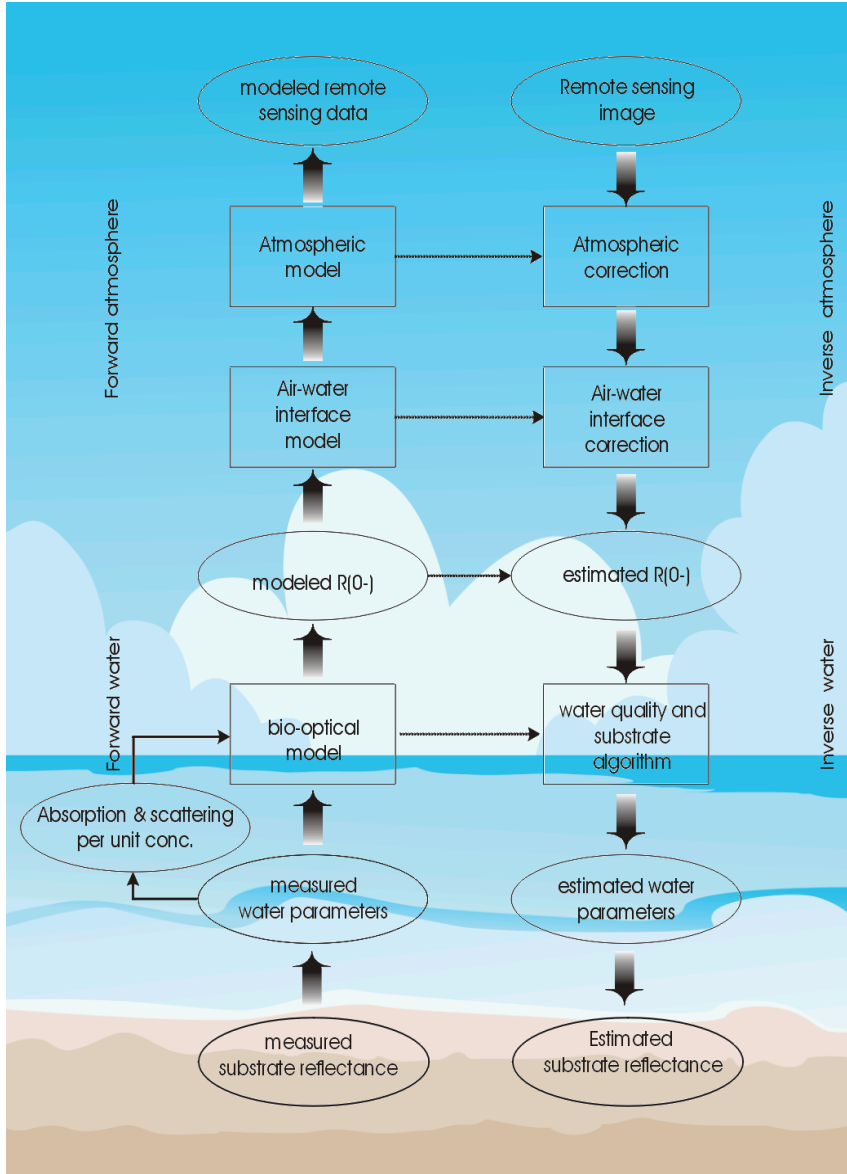 modeled remote
sensing data
Remote sensing
image
Forward atmosphere
Atmospheric
model
Atmospheric
correction
Inverse atmosphere
Air-water
interface
model
Air-water
interface
correction
modeled R(0-)
estimated R(0-)
Forward water
bio-optical
model
water quality and
substrate
algorithm
Inverse water
Absorption & scattering
per unit conc.
measured
water parameters
estimated water
parameters
measured
substrate reflectance
Estimated
substrate reflectance